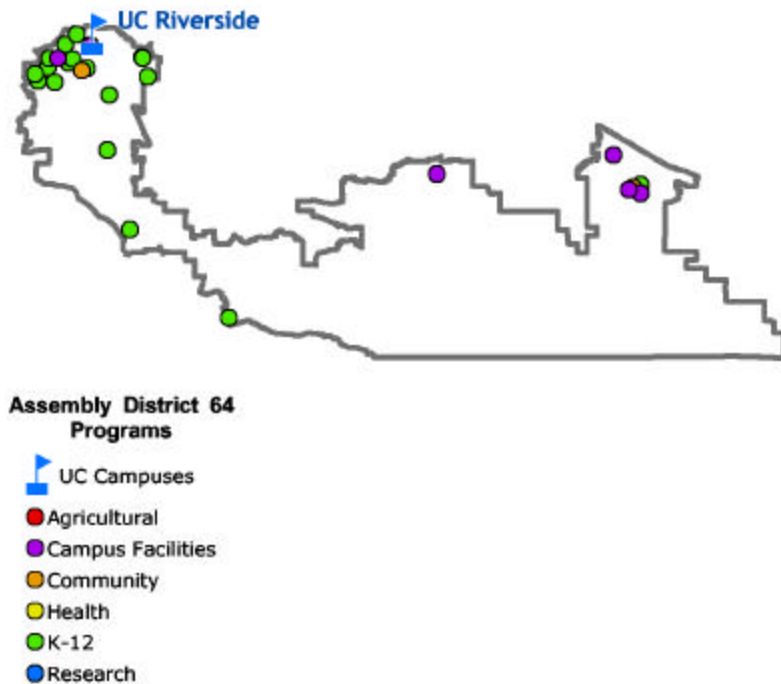 UC Riverside
Assembly District 64
Programs
UC Campuses
Agricultural
Campus Facilities
Community
Health
K-12
Research